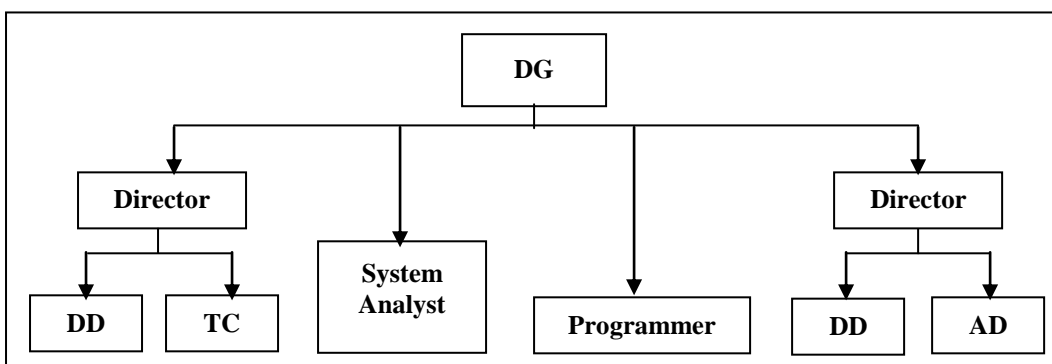 DG
Director
Director
System
Analyst
DD
TC
Programmer
DD
AD